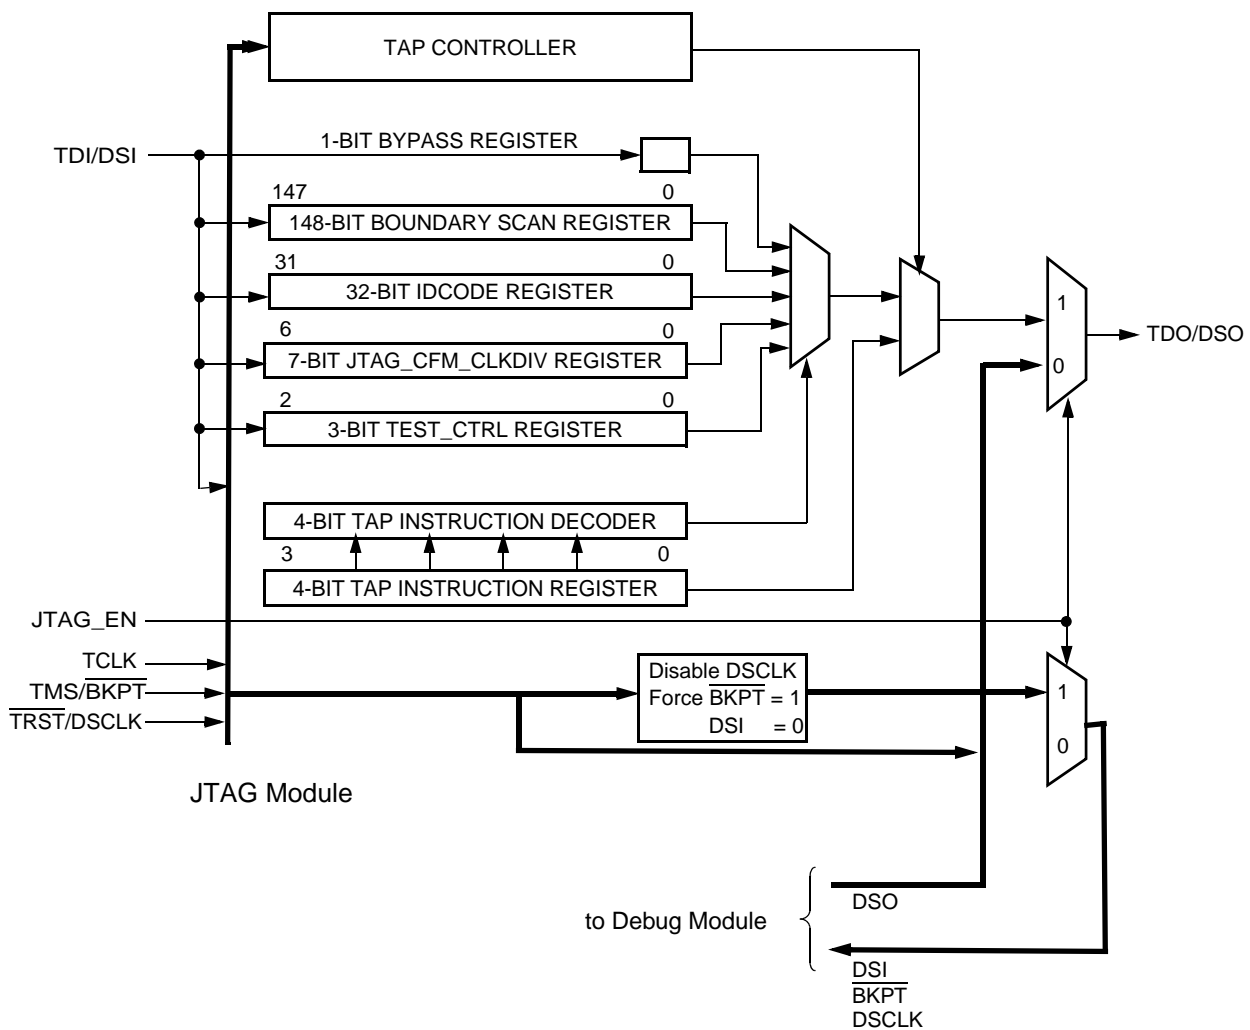 TAP CONTROLLER
1-BIT BYPASS REGISTER
TDI/DSI
147 0
148-BIT BOUNDARY SCAN REGISTER
31 0
32-BIT IDCODE REGISTER
6 0
7-BIT JTAG_CFM_CLKDIV REGISTER
2 0
3-BIT TEST_CTRL REGISTER
1
0
TDO/DSO
4-BIT TAP INSTRUCTION DECODER
3 0
4-BIT TAP INSTRUCTION REGISTER
JTAG_EN
TCLK
TMS/BKPT
TRST/DSCLK
Disable DSCLK
Force BKPT = 1
DSI = 0
1
0
JTAG Module
to Debug Module
DSO
DSI
BKPT
DSCLK